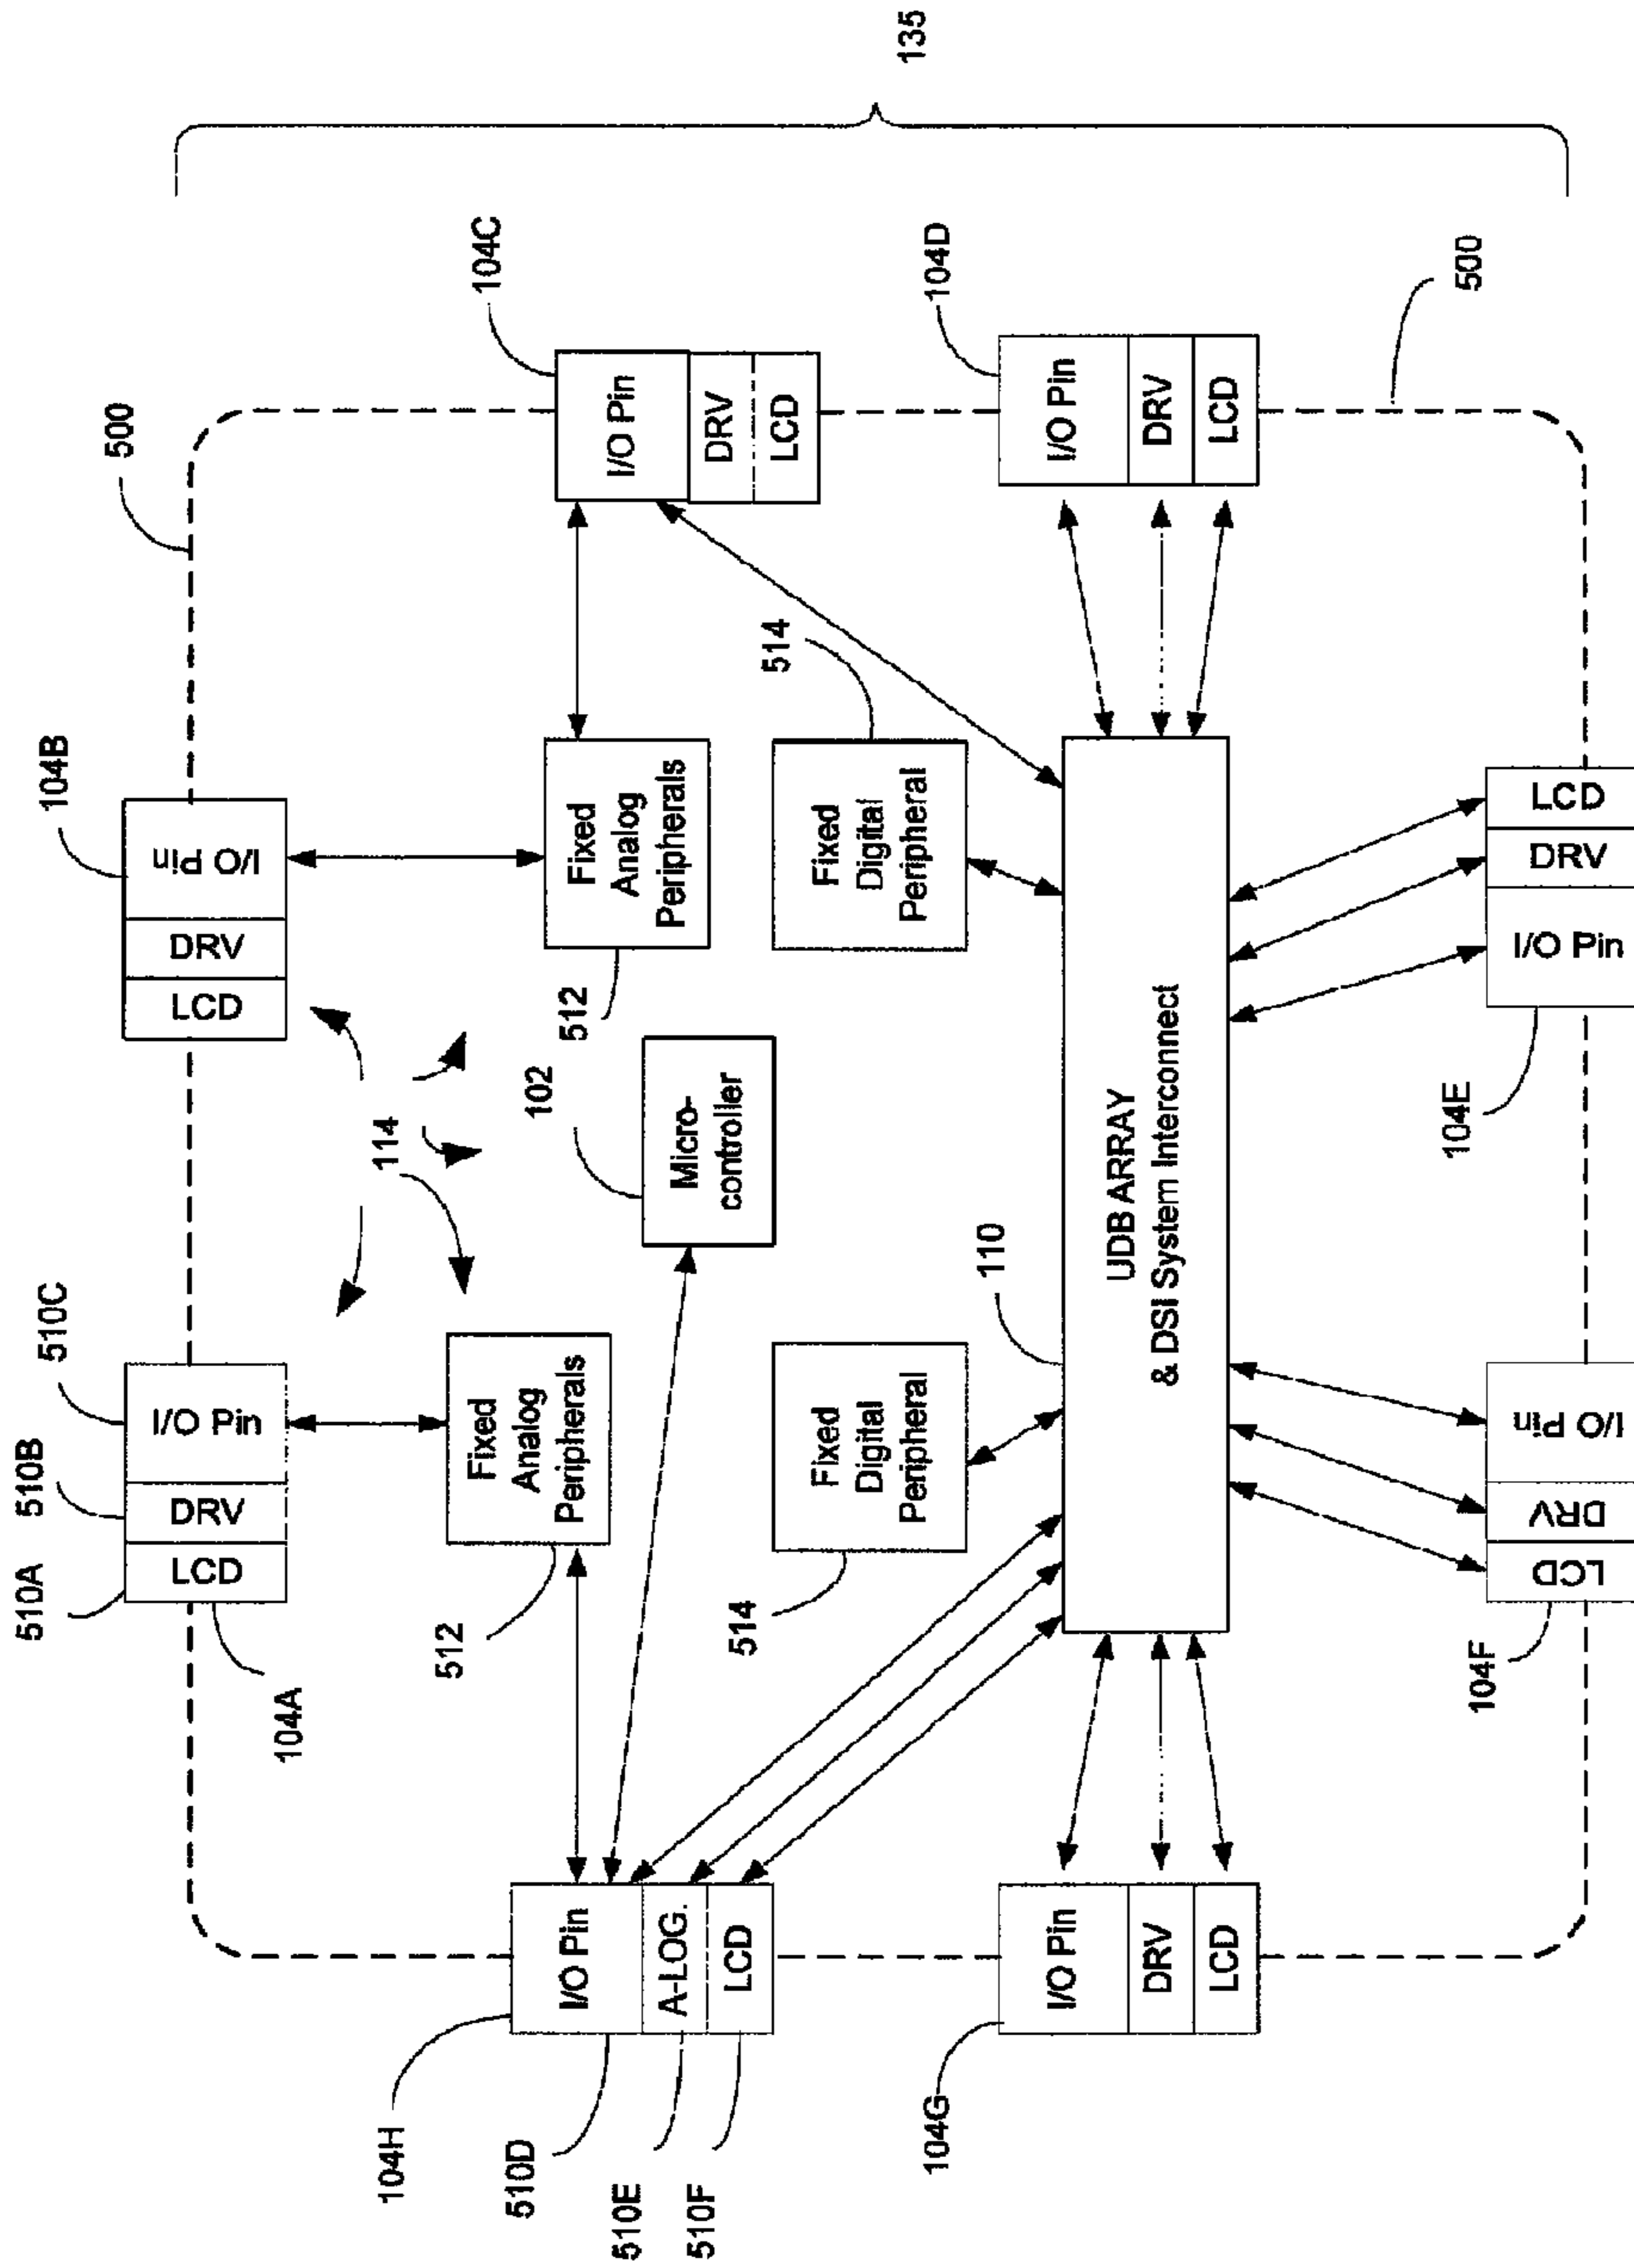 135
500
104B
I/O Pin
DRV
LCD
104C
I/O Pin
DRV
LCD
104D
I/O Pin
DRV
LCD
500
114
510C
510B
510A
I/O Pin
DRV
LCD
104A
Fixed
Analog
Peripherals
512
Fixed
Digital
Peripheral
514
102
Micro-
controller
Fixed
Analog
Peripherals
512
Fixed
Digital
Peripheral
514
110
UDB ARRAY
& DSI System Interconnect
LCD
DRV
I/O Pin
104E
I/O Pin
DRV
LCD
104F
I/O Pin
A-LOG.
LCD
104H
510D
510E
510F
I/O Pin
DRV
LCD
104G